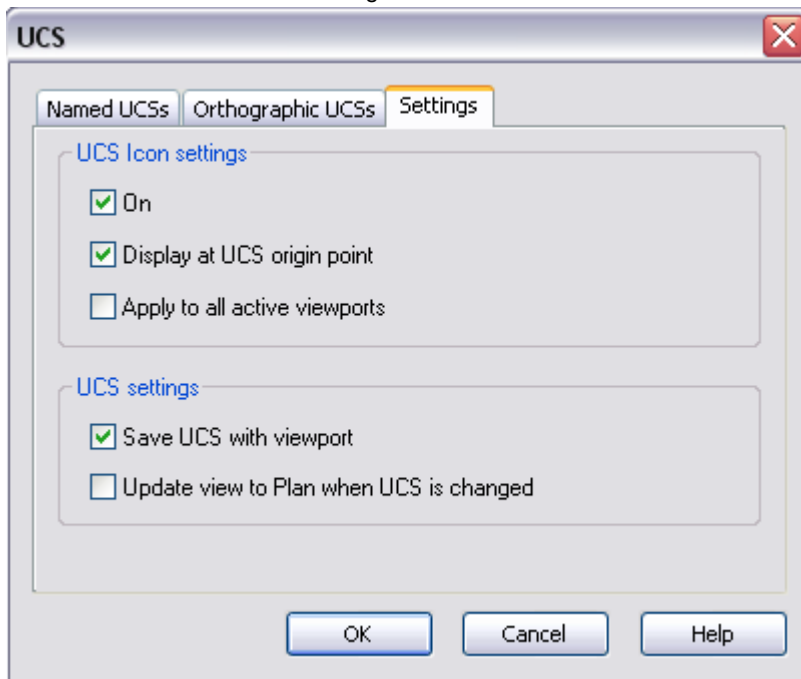 UCS
Named UCSs Orthographic UCSs Settings
UCS Icon settings
On
Display at UCS origin point
Apply to all active viewports
UCS settings
Save UCS with viewport
Update view to Plan when UCS is changed
OK Cancel Help